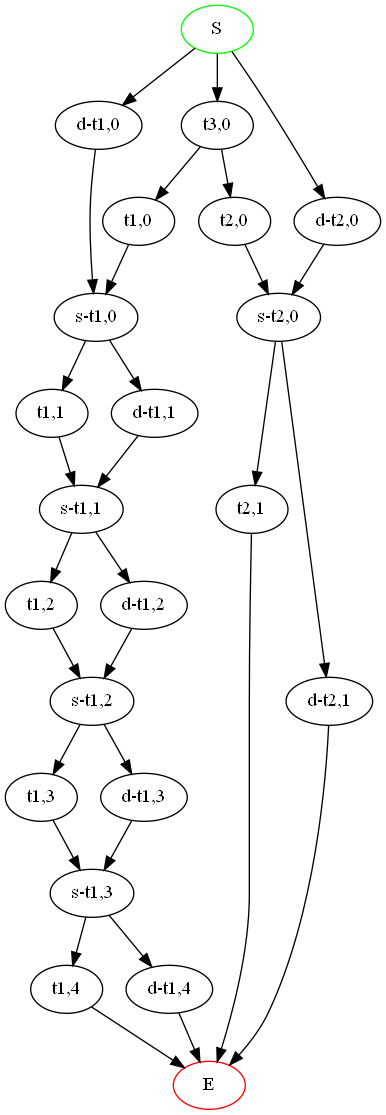 S
d-t1,0
t3,0
t1,0
t2,0
d-t2,0
s-t1,0
s-t2,0
t1,1
d-t1,1
s-t1,1
t2,1
t1,2
d-t1,2
s-t1,2
d-t2,1
t1,3
d-t1,3
s-t1,3
t1,4
d-t1,4
E